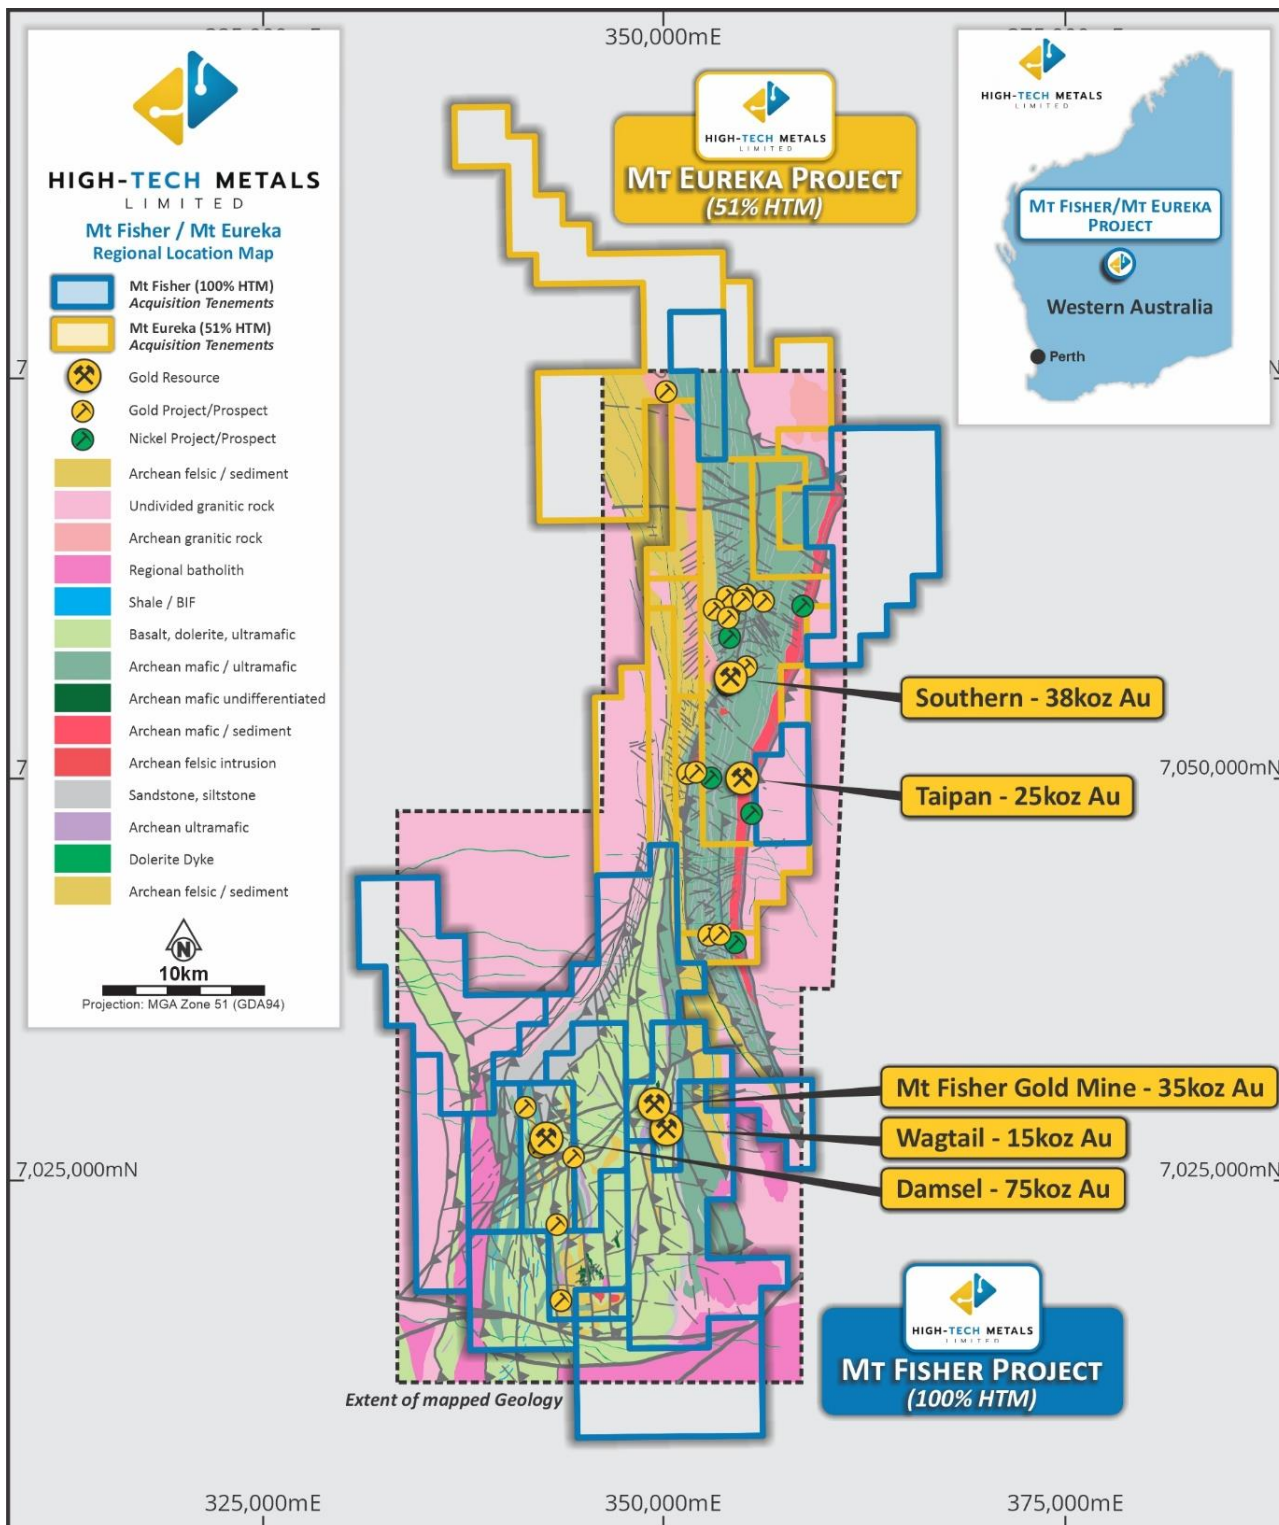 350,000mE
HIGH-TECH METALS
LIMITED
Mt Fisher / Mt Eureka
Regional Location Map
Mt Fisher (100% HTM)
Acquisition Tenements
Mt Eureka (51% HTM)
Acquisition Tenements
Gold Resource
Gold Project/Prospect
Nickel Project/Prospect
Archean felsic / sediment
Undivided granitic rock
Archean granitic rock
Regional batholith
Shale / BIF
Basalt, dolerite, ultramafic
Archean mafic / ultramafic
Archean mafic undifferentiated
Archean mafic / sediment
Archean felsic intrusion
Sandstone, siltstone
Archean ultramafic
Dolerite Dyke
Archean felsic / sediment
N
10km
Projection: MGA Zone 51 (GDA94)
HIGH-TECH METALS
LIMITED
MT EUREKA PROJECT
(51% HTM)
HIGH-TECH METALS
LIMITED
MT FISHER/MT EUREKA
PROJECT
Western Australia
Perth
Southern - 38koz Au
7,050,000mN
Taipan - 25koz Au
Mt Fisher Gold Mine - 35koz Au
Wagtail - 15koz Au
7,025,000mN
7,025,000mN
Damsel - 75koz Au
HIGH-TECH METALS
LIMITED
MT FISHER PROJECT
(100% HTM)
Extent of mapped Geology
325,000mE
350,000mE
375,000mE